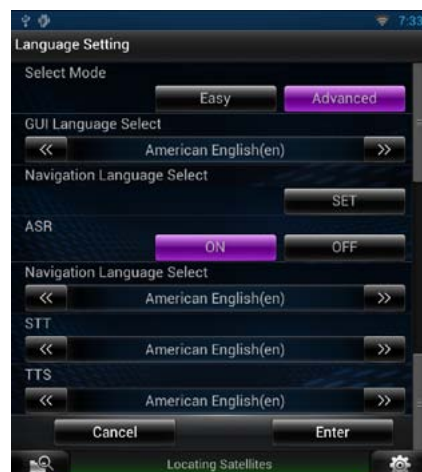 7:33
Language Setting
Select Mode
Easy Advanced
GUI Language Select
<< American English(en) >>
Navigation Language Select
SET
ASR
ON OFF
Navigation Language Select
<< American English(en) >>
STT
<< American English(en) >>
TTS
<< American English(en) >>
Cancel Enter
Locating Satellites